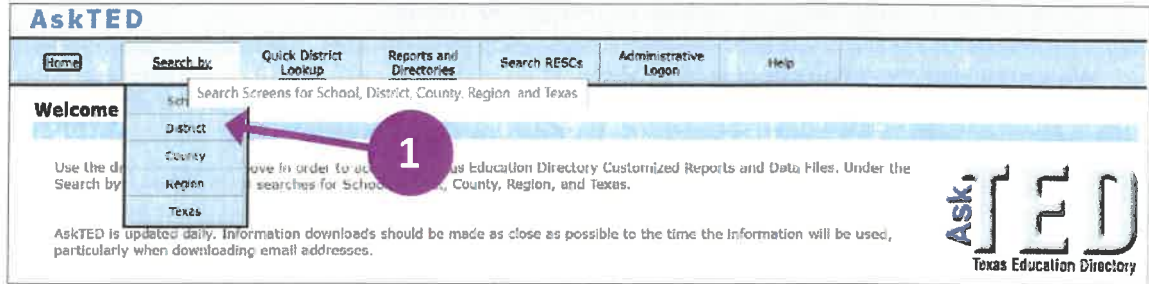 AskTED
Home Search by Quick District Lookup Reports and Directories Search RESCs Administrative Logon Help
Search Screens for School, District, County, Region and Texas
Welcome
District
County
Region
Texas
1
Use the ove in order to Education Directory Customized Reports and Data Files. Under the
Search by searches for County, Region, and Texas.
AskTED is updated daily. Information downloads should be made as close as possible to the time the information will be used,
particularly when downloading email addresses.
Ask TED
Texas Education Directory